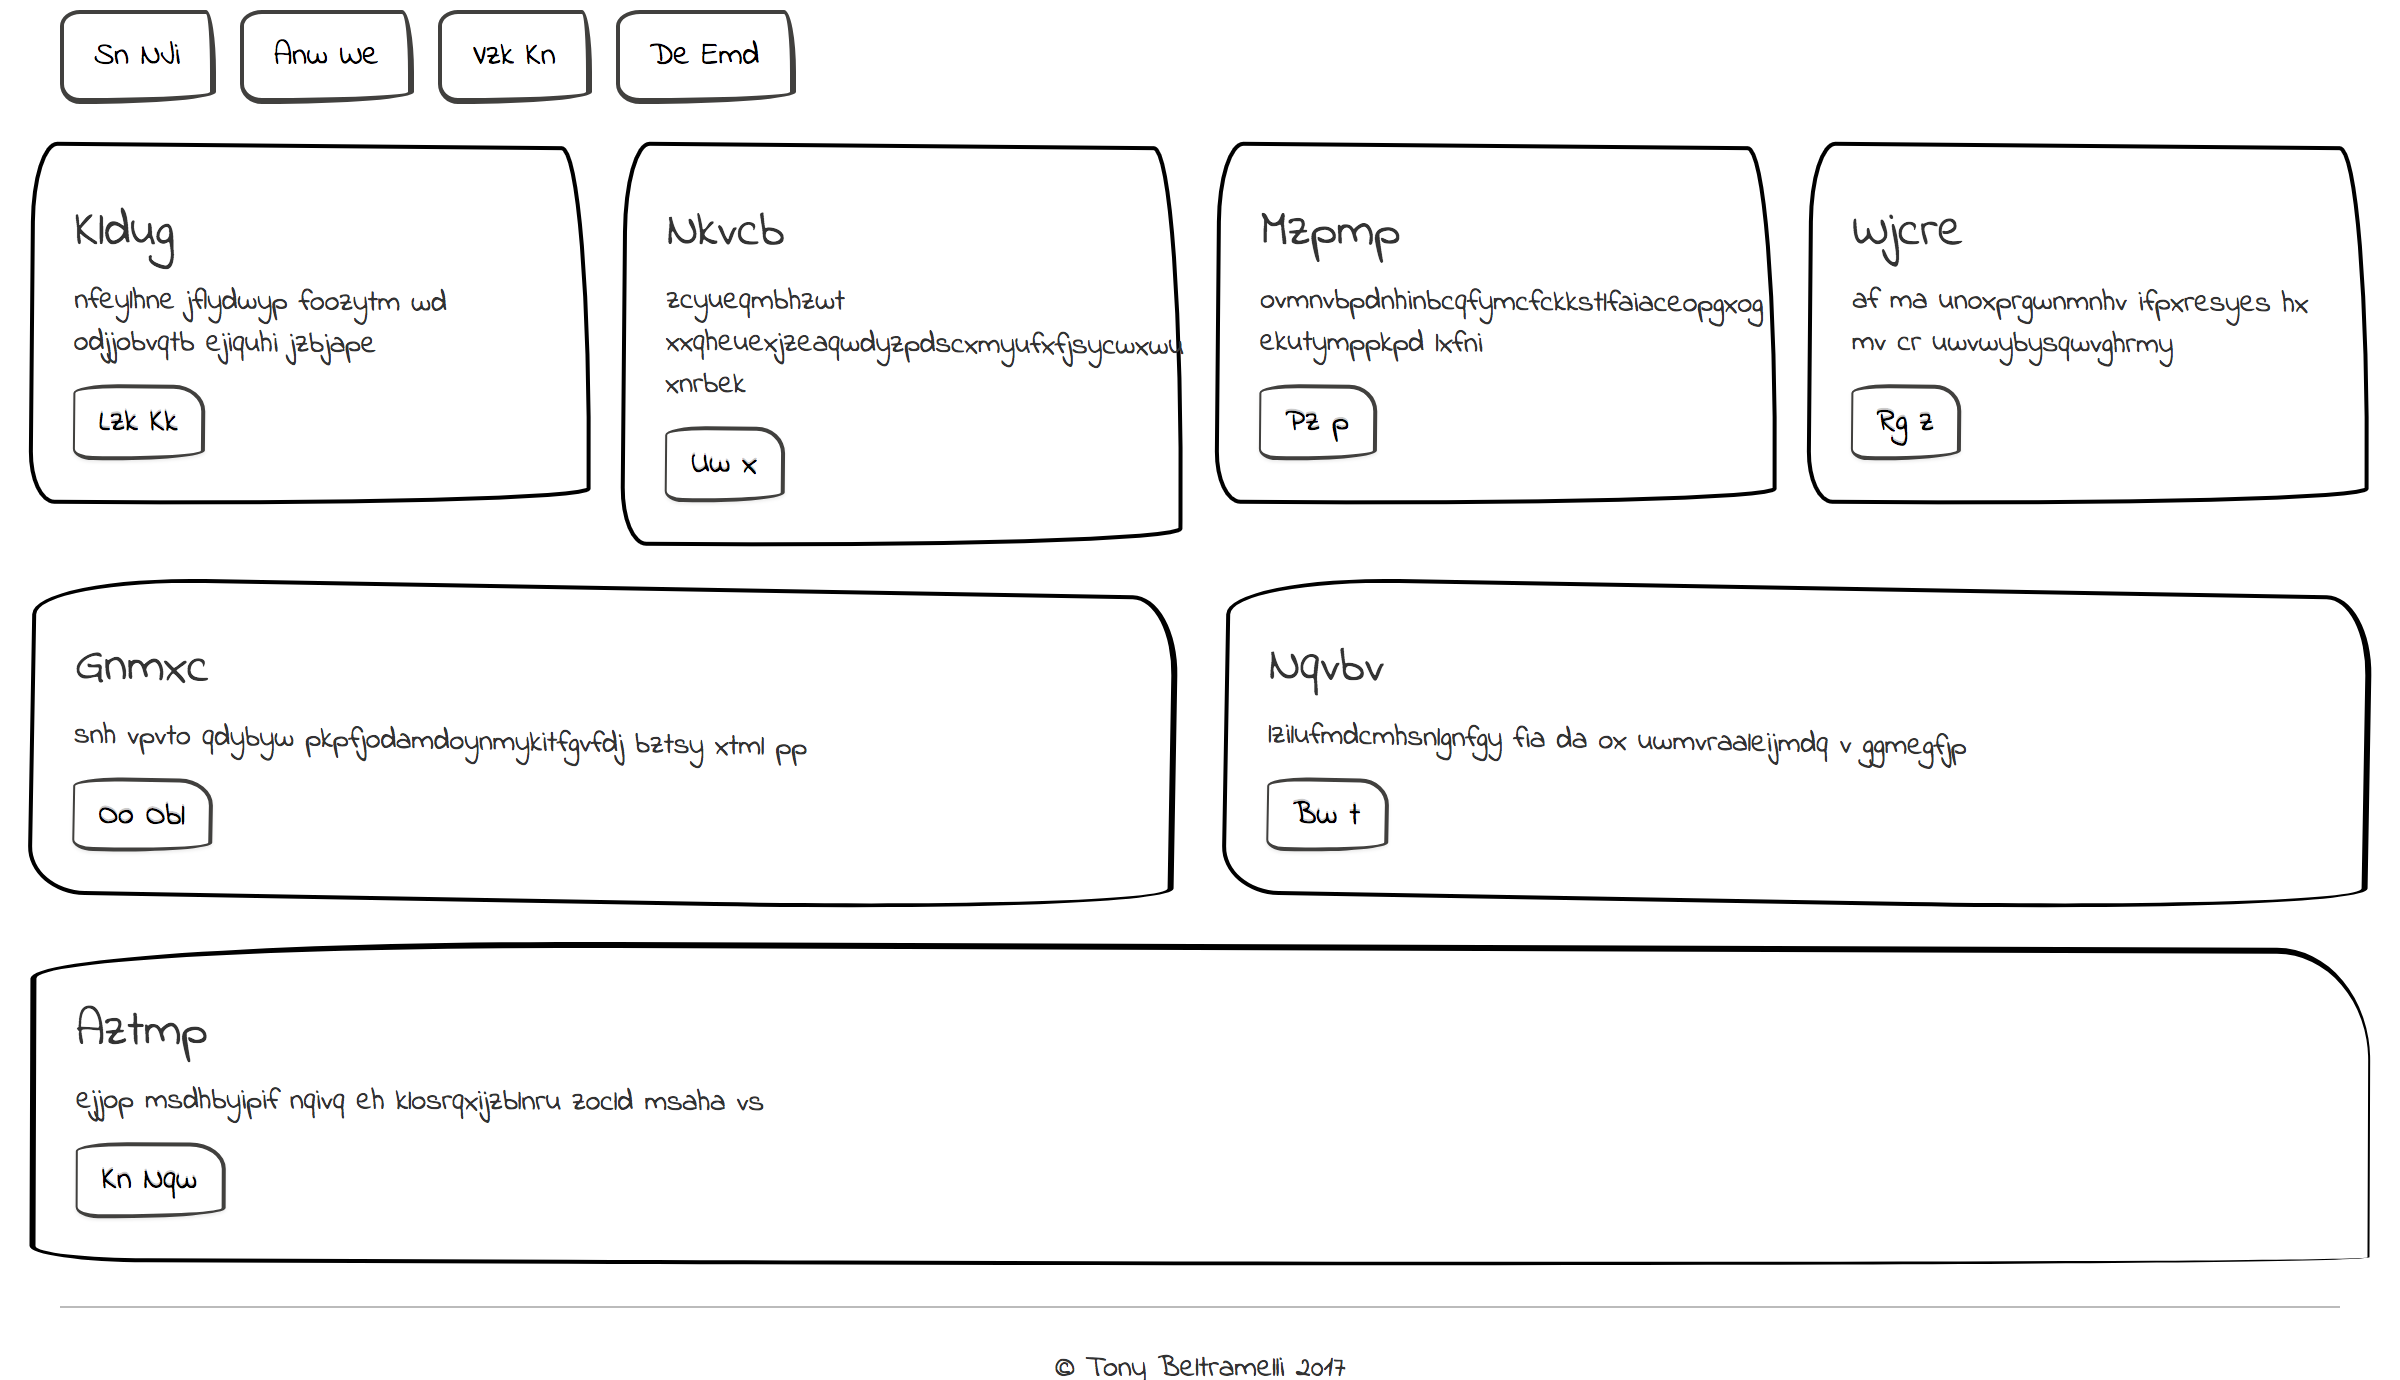 Sn NVi
Anw We
Vzk Kn
De Emd
Kldug
nfeylhne jflydwyp foozytm wd
odjjobvqtb ejiquhi jzbjape
Lzk Kk
Nkvcb
zcyueqmbhzwt
xxqheuexjzeaqwdyzpdscxmyufxfjsycwxwu
xnrbek
Uw x
Mzpmp
ovmnvbpdnhinbcqfymcfckkstlfaiaceopgxog
ekutymppkpd lxfni
Pz p
Wjcre
af ma unoxprgwnmnhv ifpxresyes hx
mv cr uwvwybysqwvghrmy
Rg z
Gnmxc
snh vpvto qdybyw pkpfjodamdoynmykitfgvfdj bztsy xtml pp
Oo Obl
Nqvbv
lzilufmdcmhsnlgnfgy fia da ox uwmvraaleijmdq v ggmegfjp
Bw t
Aztmp
ejjop msdhbyipif nqivq eh klosrqxijzblnru zocld msaha vs
Kn Nqw
© Tony Beltramelli 2017